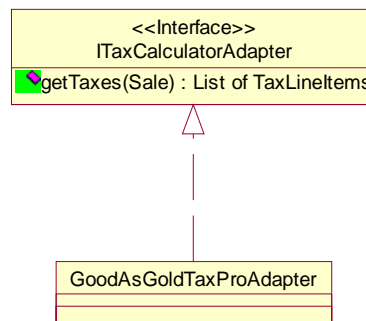 <<Interface>>
ITaxCalculatorAdapter
getTaxes(Sale) : List of TaxLineItems
GoodAsGoldTaxProAdapter